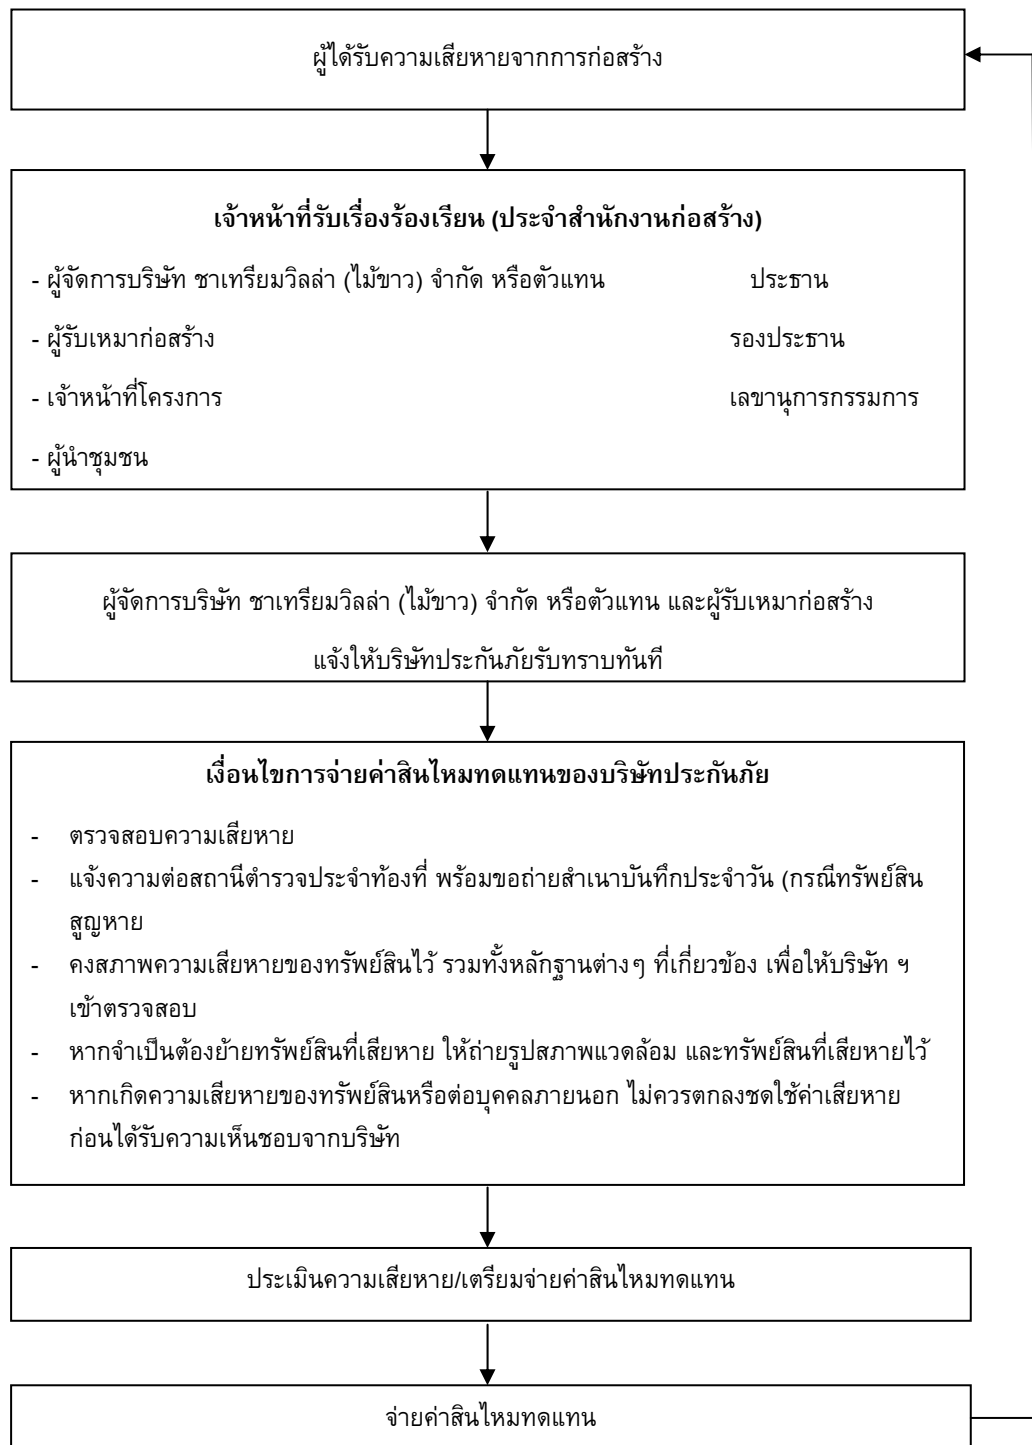 ผู้ได้รับความเสียหายจากการก่อสร้าง
เจ้าหน้าที่รับเรื่องร้องเรียน (ประจำสำนักงานก่อสร้าง)
- ผู้จัดการบริษัท ชาเทรียมวิลล่า (ไม้ขาว) จำกัด หรือตัวแทน ประธาน
- ผู้รับเหมาก่อสร้าง รองประธาน
- เจ้าหน้าที่โครงการ เลขานุการกรรมการ
- ผู้นำชุมชน
ผู้จัดการบริษัท ชาเทรียมวิลล่า (ไม้ขาว) จำกัด หรือตัวแทน และผู้รับเหมาก่อสร้าง
แจ้งให้บริษัทประกันภัยรับทราบทันที
เงื่อนไขการจ่ายค่าสินไหมทดแทนของบริษัทประกันภัย
- ตรวจสอบความเสียหาย
- แจ้งความต่อสถานีตำรวจประจำท้องที่ พร้อมขอถ่ายสำเนาบันทึกประจำวัน (กรณีทรัพย์สิน
สูญหาย
- คงสภาพความเสียหายของทรัพย์สินไว้ รวมทั้งหลักฐานต่างๆ ที่เกี่ยวข้อง เพื่อให้บริษัท ฯ
เข้าตรวจสอบ
- หากจำเป็นต้องย้ายทรัพย์สินที่เสียหาย ให้ถ่ายรูปสภาพแวดล้อม และทรัพย์สินที่เสียหายไว้
- หากเกิดความเสียหายของทรัพย์สินหรือต่อบุคคลภายนอก ไม่ควรตกลงชดใช้ค่าเสียหาย
ก่อนได้รับความเห็นชอบจากบริษัท
ประเมินความเสียหาย/เตรียมจ่ายค่าสินไหมทดแทน
จ่ายค่าสินไหมทดแทน